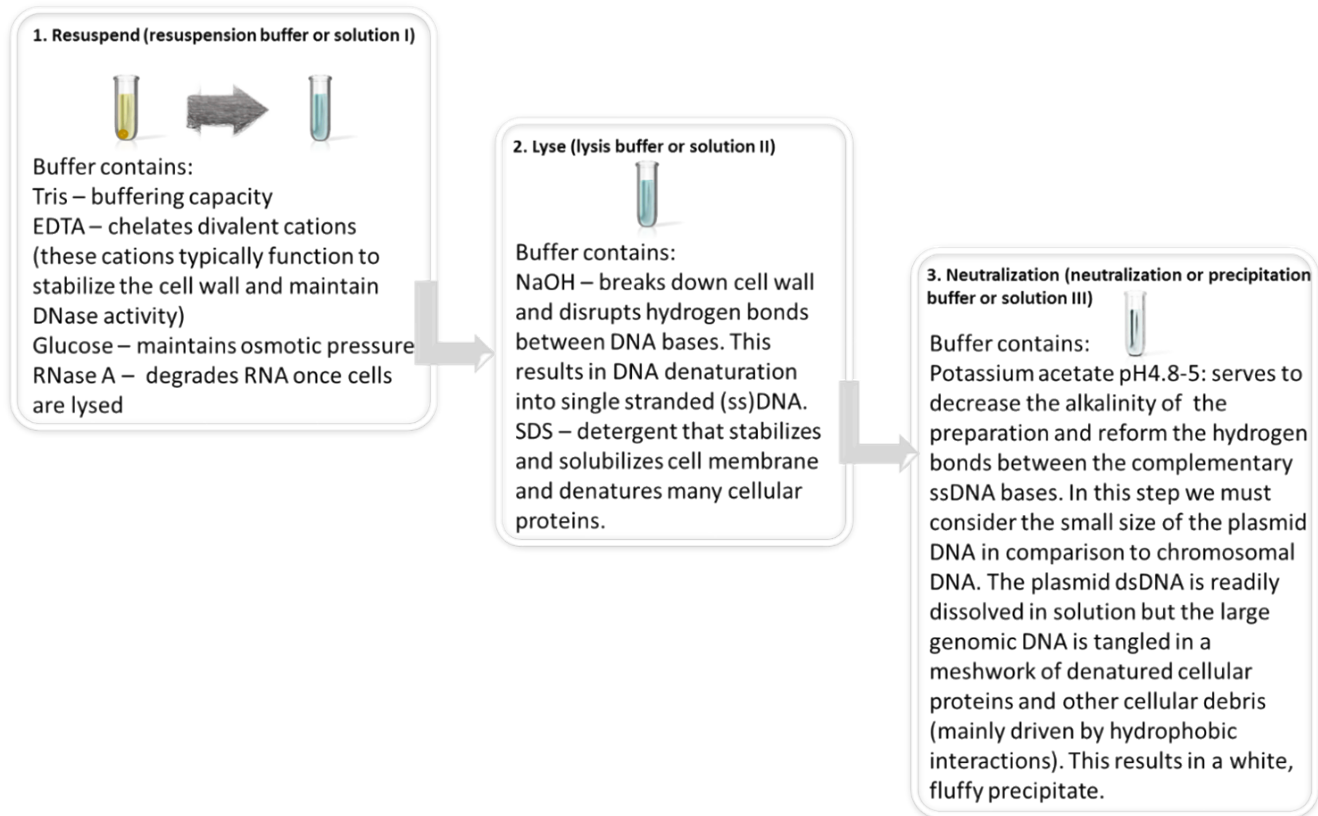 1. Resuspend (resuspension buffer or solution I)
Buffer contains:
Tris – buffering capacity
EDTA – chelates divalent cations
(these cations typically function to
stabilize the cell wall and maintain
DNase activity)
Glucose – maintains osmotic pressure
RNase A – degrades RNA once cells
are lysed
2. Lyse (lysis buffer or solution II)
Buffer contains:
NaOH – breaks down cell wall
and disrupts hydrogen bonds
between DNA bases. This
results in DNA denaturation
into single stranded (ss)DNA.
SDS – detergent that stabilizes
and solubilizes cell membrane
and denatures many cellular
proteins.
3. Neutralization (neutralization or precipitation
buffer or solution III)
Buffer contains:
Potassium acetate pH4.8-5: serves to
decrease the alkalinity of the
preparation and reform the hydrogen
bonds between the complementary
ssDNA bases. In this step we must
consider the small size of the plasmid
DNA in comparison to chromosomal
DNA. The plasmid dsDNA is readily
dissolved in solution but the large
genomic DNA is tangled in a
meshwork of denatured cellular
proteins and other cellular debris
(mainly driven by hydrophobic
interactions). This results in a white,
fluffy precipitate.